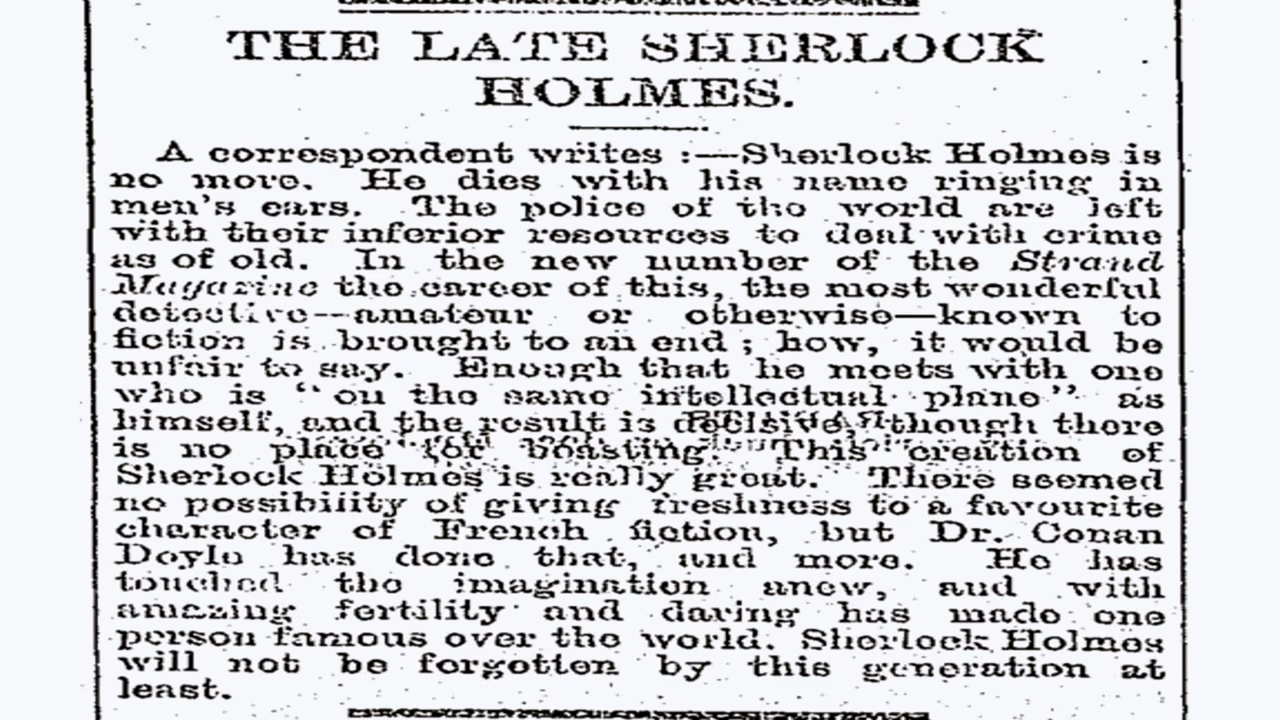 THE LATE SHERLOCK
HOLMES.
A correspondent writes :—Sherlock Holmes is
no more. He dies with his name ringing in
men's ears. The police of the world are left
with their inferior resources to deal with crime
as of old. In the new number of the Strand
Magazine the career of this, the most wonderful
detective--amateur or otherwise—known to
fiction is brought to an end ; how, it would be
unfair to say. Enough that he meets with one
who is "on the same intellectual plane" as
himself, and the result is decisive, though there
is no place for boasting. This creation of
Sherlock Holmes is really great. There seemed
no possibility of giving freshness to a favourite
character of French fiction, but Dr. Conan
Doyle has done that, and more. He has
touched the imagination anew, and with
amazing fertility and daring has made one
person famous over the world. Sherlock Holmes
will not be forgotten by this generation at
least.